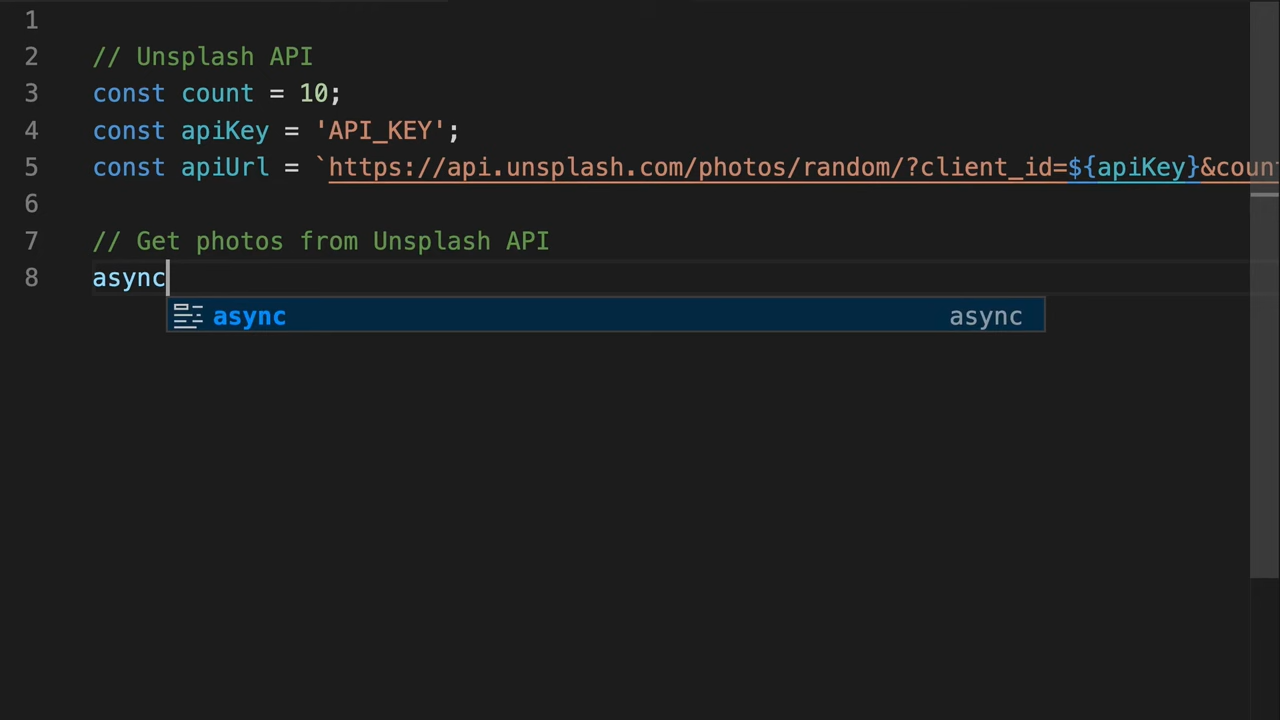 1
2 // Unsplash API
3 const count = 10;
4 const apiKey = 'API_KEY';
5 const apiUrl = `https://api.unsplash.com/photos/random/?client_id=${apiKey}&coun
6
7 // Get photos from Unsplash API
8 async
async async